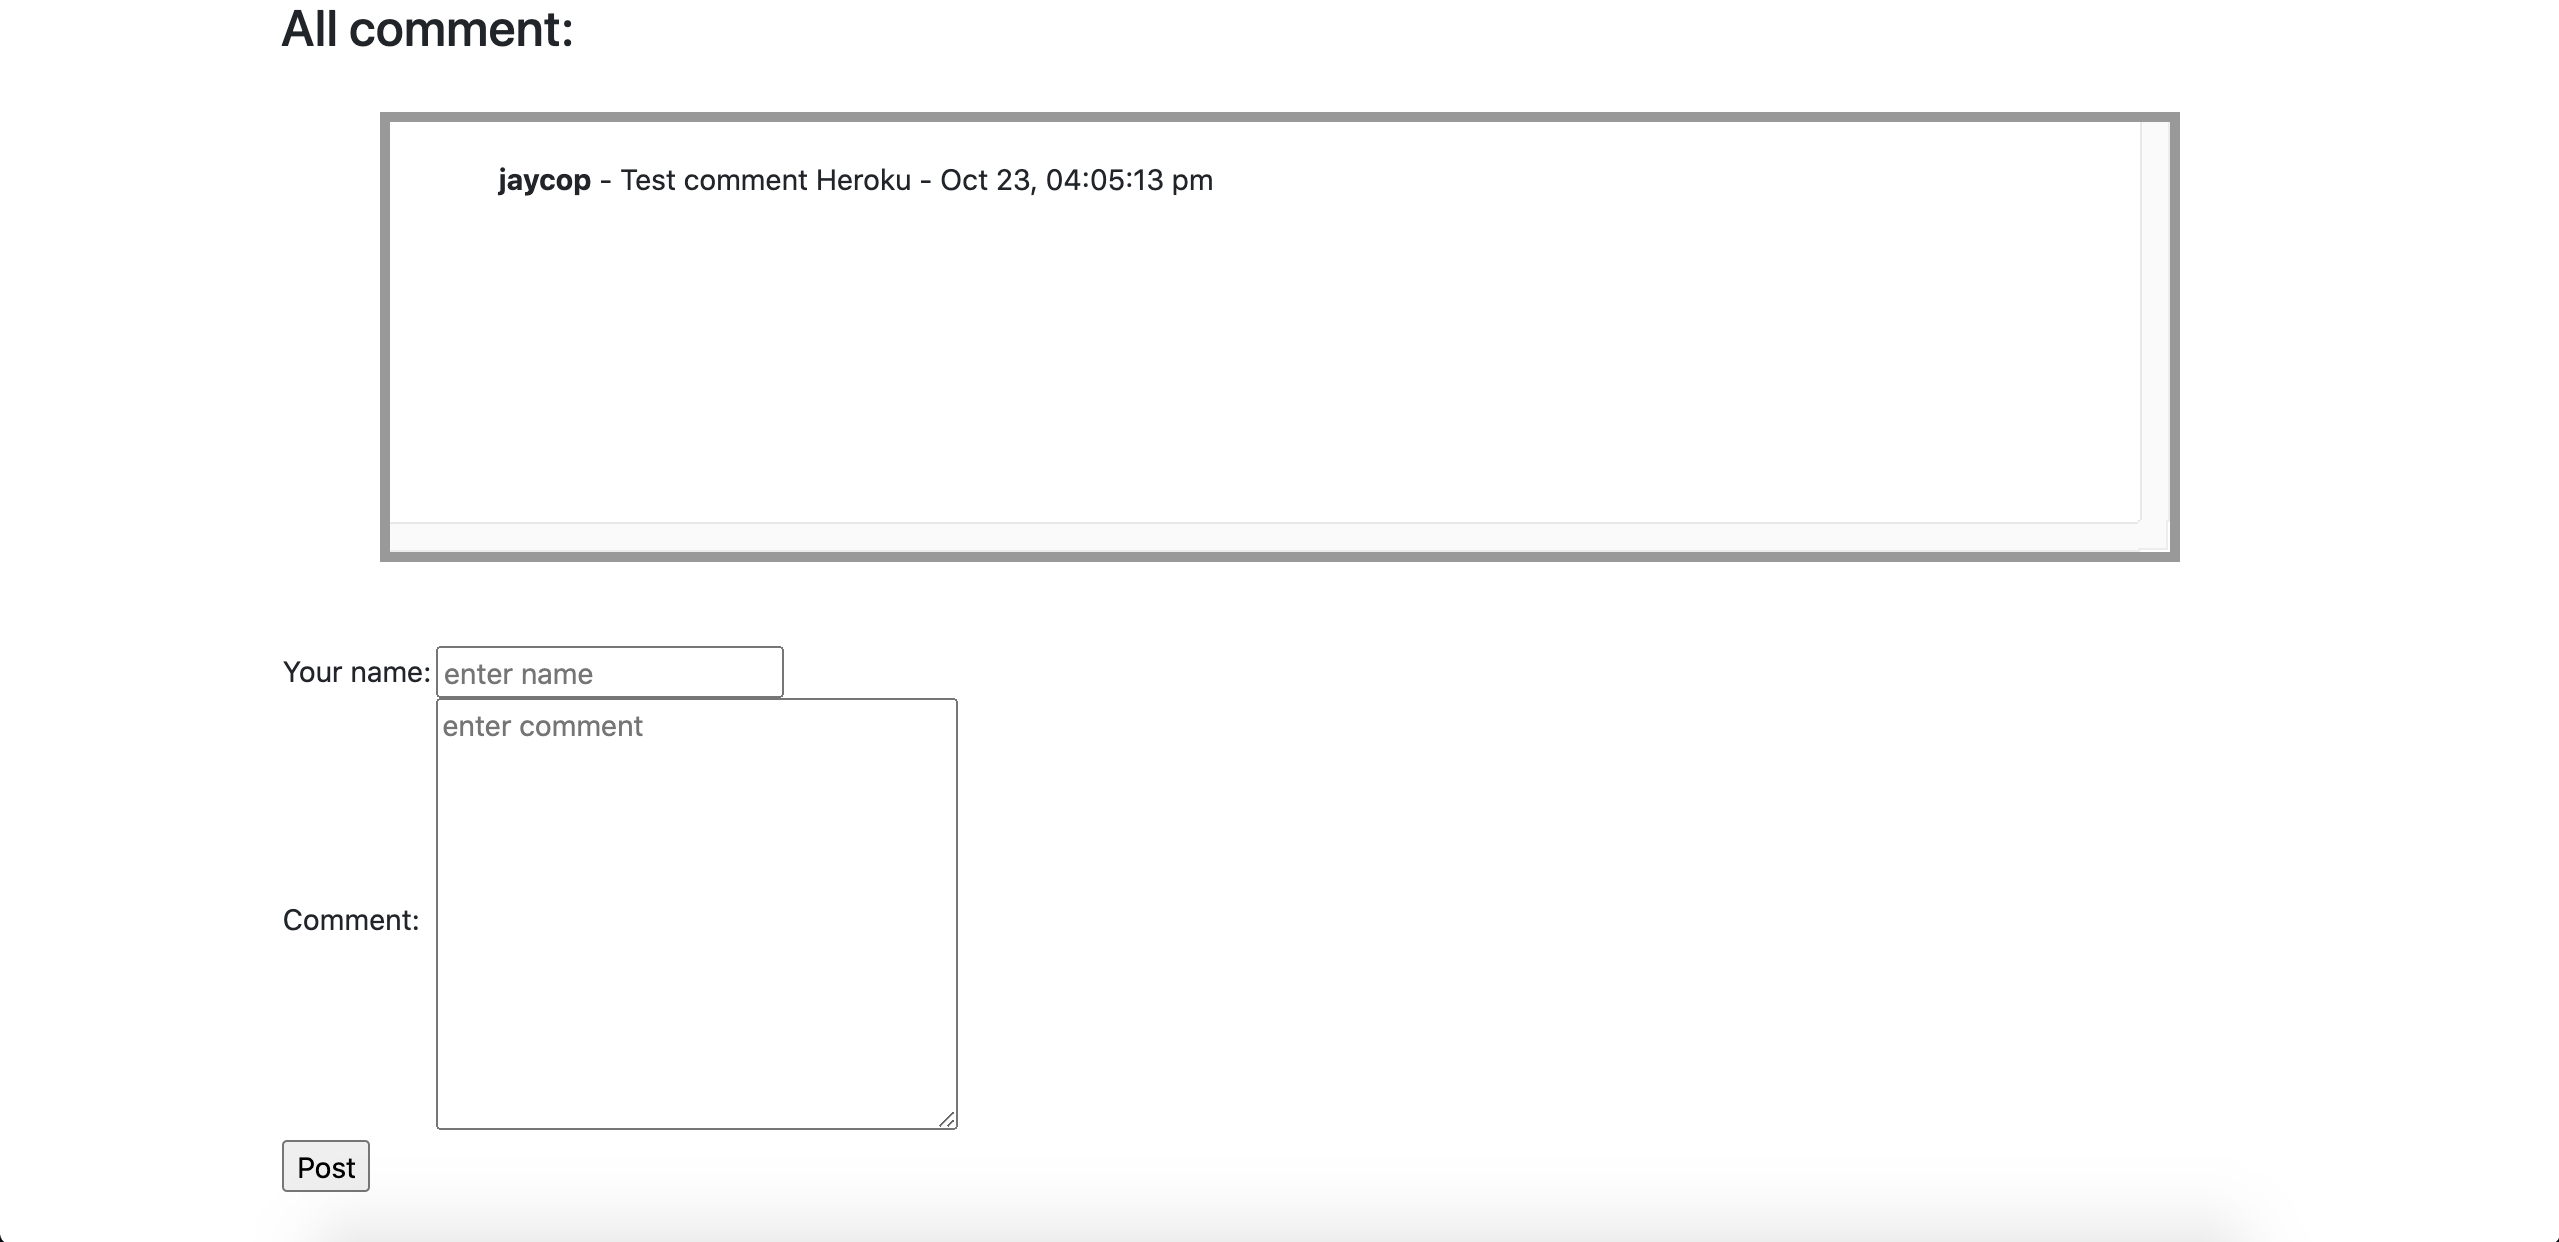 All comment:
jaycop - Test comment Heroku - Oct 23, 04:05:13 pm
Your name: enter name
enter comment
Comment:
Post